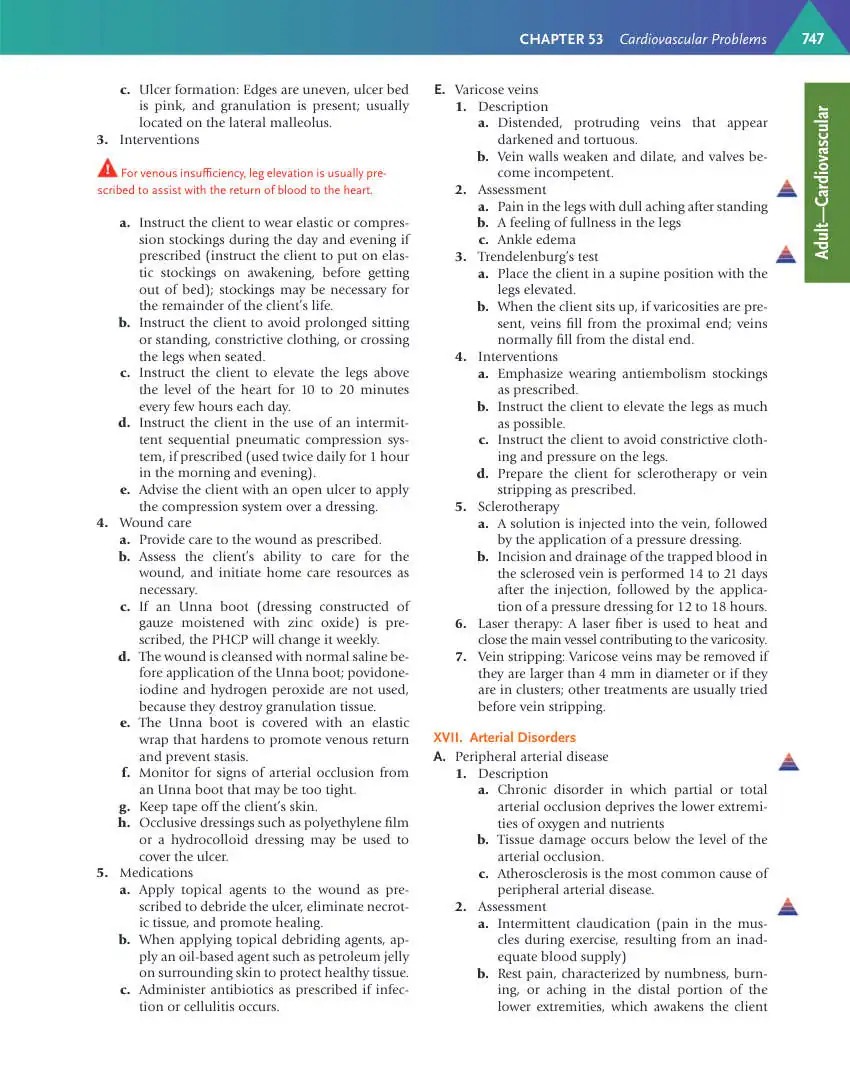 CHAPTER 53 Cardiovascular Problems 747
c. Ulcer formation: Edges are uneven, ulcer bed
is pink, and granulation is present; usually
located on the lateral malleolus.
3. Interventions
For venous insufficiency, leg elevation is usually pre-
scribed to assist with the return of blood to the heart.
a. Instruct the client to wear elastic or compres-
sion stockings during the day and evening if
prescribed (instruct the client to put on elas-
tic stockings on awakening, before getting
out of bed); stockings may be necessary for
the remainder of the client's life.
b. Instruct the client to avoid prolonged sitting
or standing, constrictive clothing, or crossing
the legs when seated.
c. Instruct the client to elevate the legs above
the level of the heart for 10 to 20 minutes
every few hours each day.
d. Instruct the client in the use of an intermit-
tent sequential pneumatic compression sys-
tem, if prescribed (used twice daily for 1 hour
in the morning and evening).
e. Advise the client with an open ulcer to apply
the compression system over a dressing.
4. Wound care
a. Provide care to the wound as prescribed.
b. Assess the client's ability to care for the
wound, and initiate home care resources as
necessary.
c. If an Unna boot (dressing constructed of
gauze moistened with zinc oxide) is pre-
scribed, the PHCP will change it weekly.
d. The wound is cleansed with normal saline be-
fore application of the Unna boot; povidone-
iodine and hydrogen peroxide are not used,
because they destroy granulation tissue.
e. The Unna boot is covered with an elastic
wrap that hardens to promote venous return
and prevent stasis.
f. Monitor for signs of arterial occlusion from
an Unna boot that may be too tight.
g. Keep tape off the client's skin.
h. Occlusive dressings such as polyethylene film
or a hydrocolloid dressing may be used to
cover the ulcer.
5. Medications
a. Apply topical agents to the wound as pre-
scribed to debride the ulcer, eliminate necrot-
ic tissue, and promote healing.
b. When applying topical debriding agents, ap-
ply an oil-based agent such as petroleum jelly
on surrounding skin to protect healthy tissue.
c. Administer antibiotics as prescribed if infec-
tion or cellulitis occurs.
E. Varicose veins
1. Description
a. Distended, protruding veins that appear
darkened and tortuous.
b. Vein walls weaken and dilate, and valves be-
come incompetent.
2. Assessment
a. Pain in the legs with dull aching after standing
b. A feeling of fullness in the legs
c. Ankle edema
3. Trendelenburg's test
a. Place the client in a supine position with the
legs elevated.
b. When the client sits up, if varicosities are pre-
sent, veins fill from the proximal end; veins
normally fill from the distal end.
4. Interventions
a. Emphasize wearing antiembolism stockings
as prescribed.
b. Instruct the client to elevate the legs as much
as possible.
c. Instruct the client to avoid constrictive cloth-
ing and pressure on the legs.
d. Prepare the client for sclerotherapy or vein
stripping as prescribed.
5. Sclerotherapy
a. A solution is injected into the vein, followed
by the application of a pressure dressing.
b. Incision and drainage of the trapped blood in
the sclerosed vein is performed 14 to 21 days
after the injection, followed by the applica-
tion of a pressure dressing for 12 to 18 hours.
6. Laser therapy: A laser fiber is used to heat and
close the main vessel contributing to the varicosity.
7. Vein stripping: Varicose veins may be removed if
they are larger than 4 mm in diameter or if they
are in clusters; other treatments are usually tried
before vein stripping.
XVII. Arterial Disorders
A. Peripheral arterial disease
1. Description
a. Chronic disorder in which partial or total
arterial occlusion deprives the lower extremi-
ties of oxygen and nutrients
b. Tissue damage occurs below the level of the
arterial occlusion.
c. Atherosclerosis is the most common cause of
peripheral arterial disease.
2. Assessment
a. Intermittent claudication (pain in the mus-
cles during exercise, resulting from an inad-
equate blood supply)
b. Rest pain, characterized by numbness, burn-
ing, or aching in the distal portion of the
lower extremities, which awakens the client
Adult—Cardiovascular